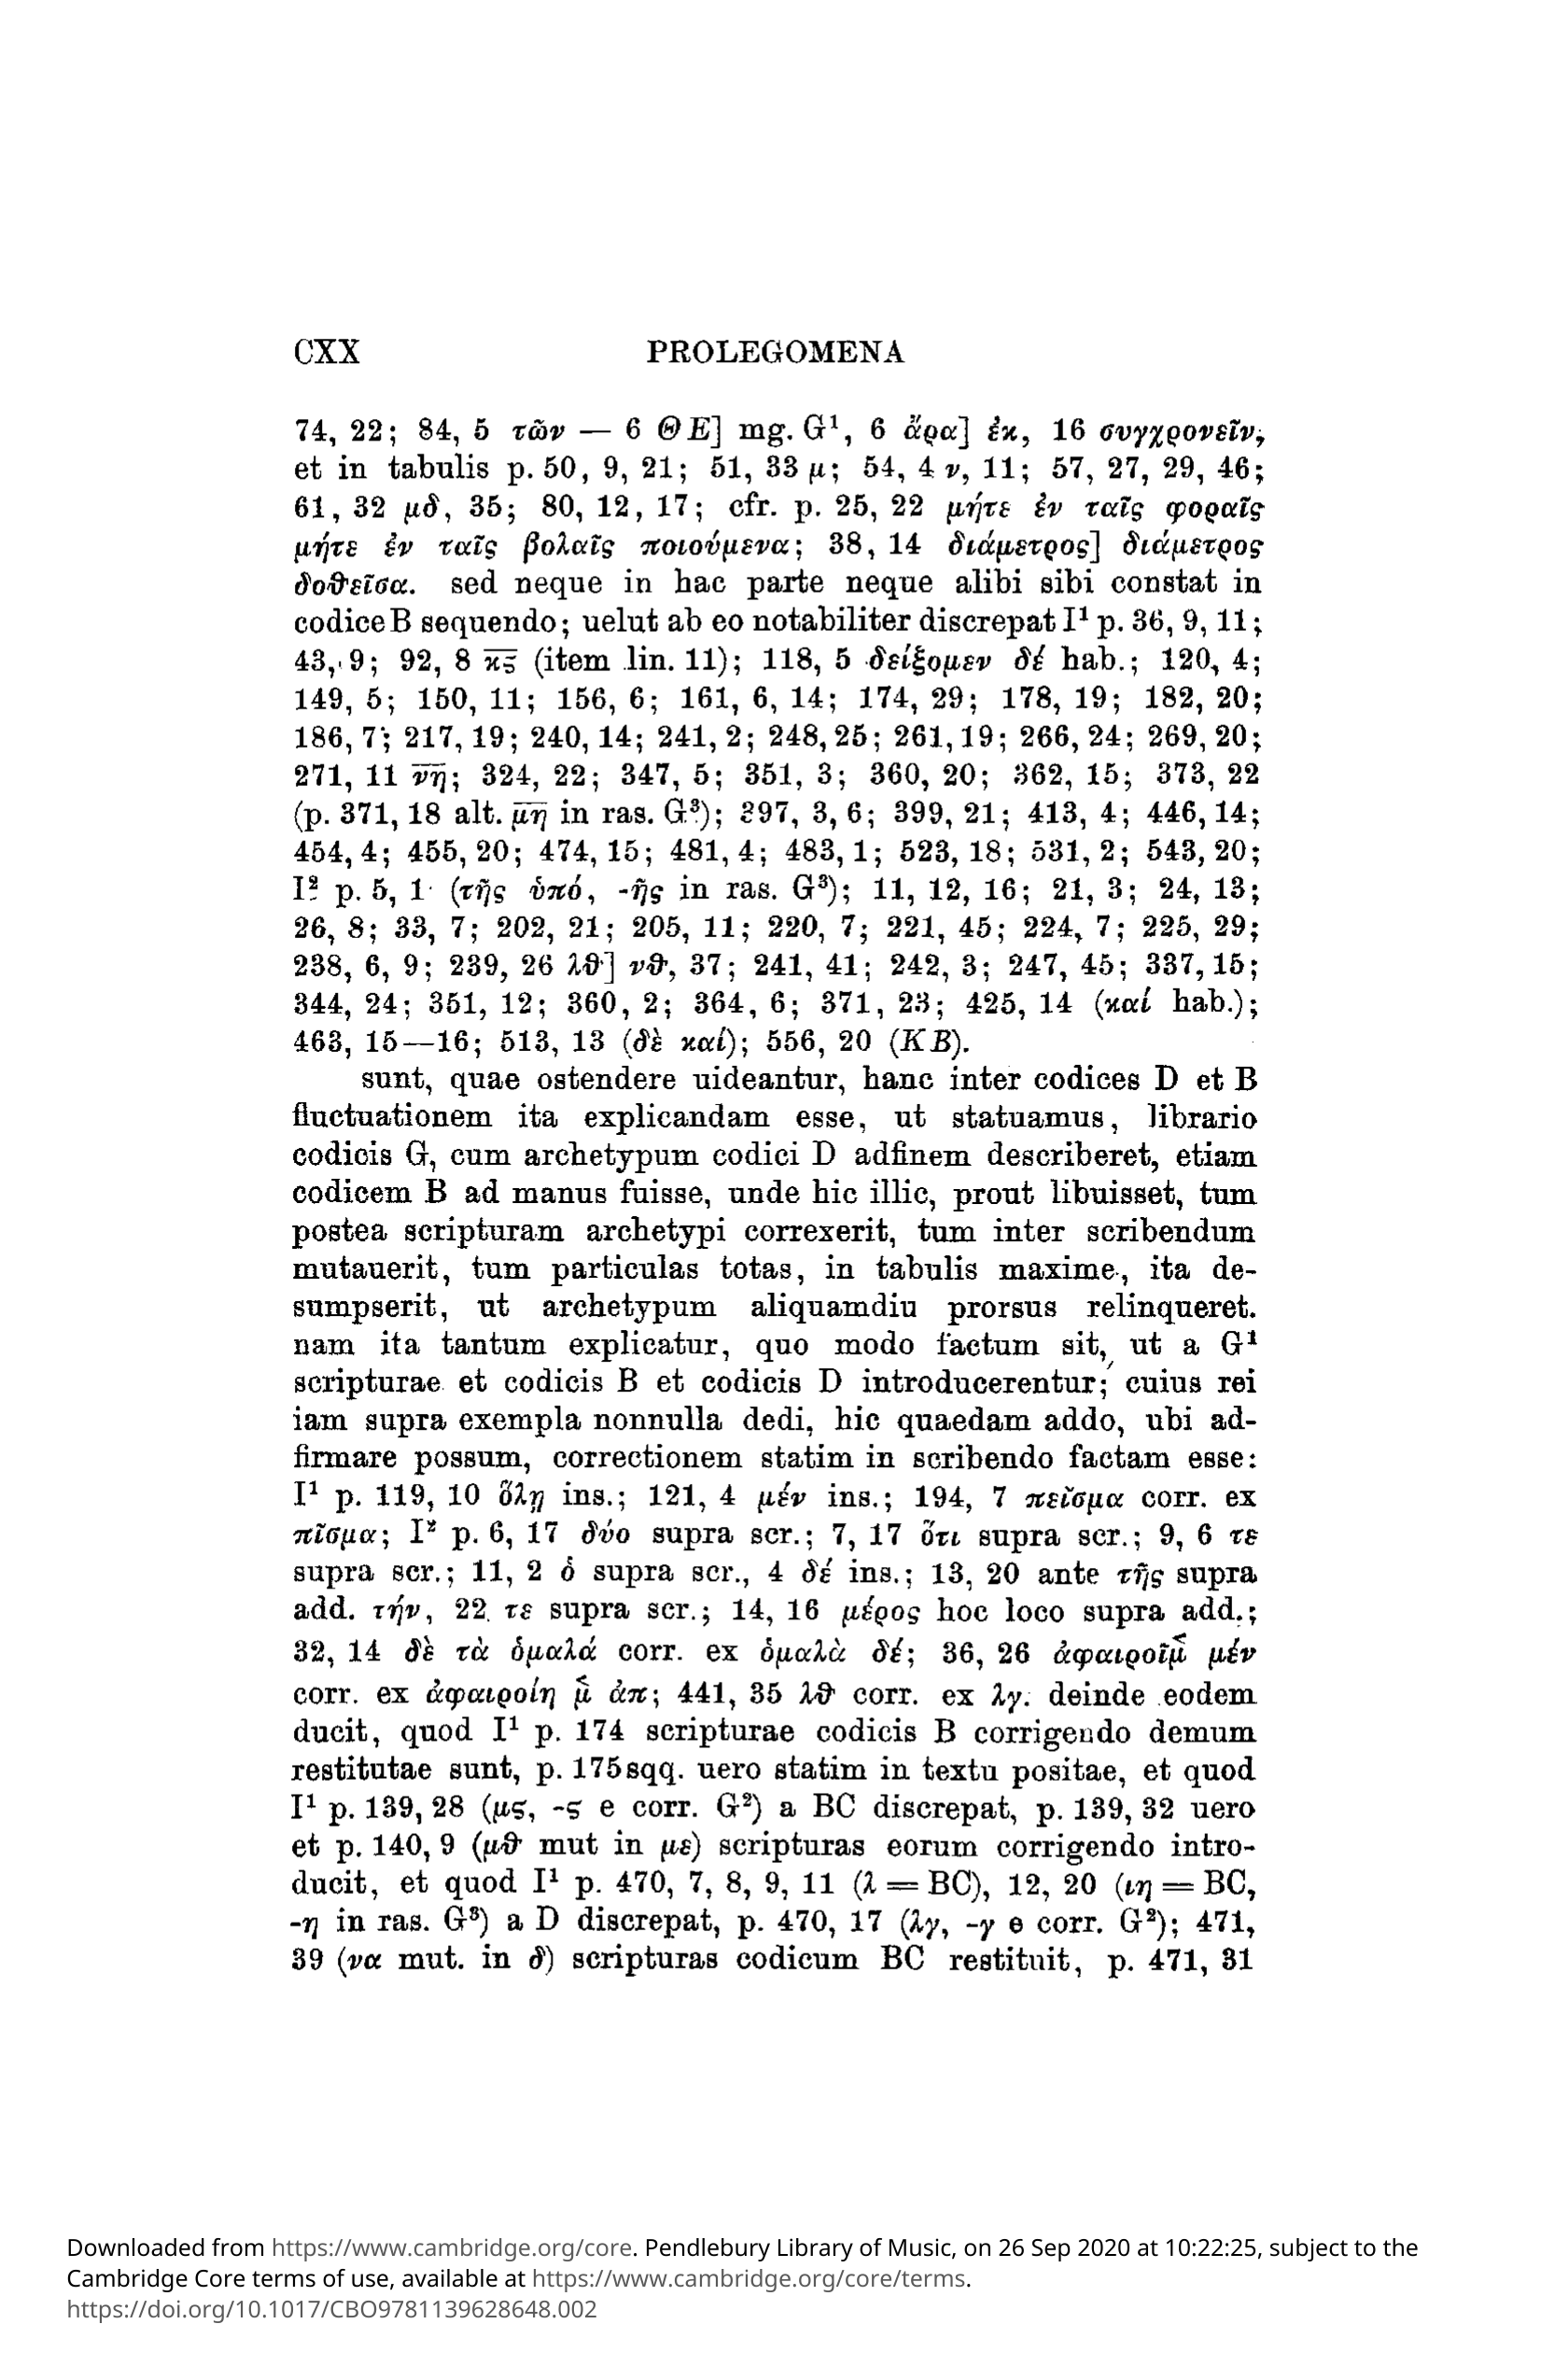 CXX PROLEGOMENA
74, 22; 84, 5 τῶν — 6 ΘΕ] mg. G¹, 6 ἄρα] ἐκ, 16 συγχρονεῖν;
et in tabulis p. 50, 9, 21; 51, 33 μ; 54, 4 ν, 11; 57, 27, 29, 46;
61, 32 μδ, 35; 80, 12, 17; cfr. p. 25, 22 μήτε ἐν ταῖς φοραῖς
μήτε ἐν ταῖς βολαῖς ποιούμενα; 38, 14 διάμετρος] διάμετρος
δοθεῖσα. sed neque in hac parte neque alibi sibi constat in
codice B sequendo; uelut ab eo notabiliter discrepat I¹ p. 36, 9, 11;
43, 9; 92, 8 κ̅ς̅ (item lin. 11); 118, 5 δείξομεν δέ hab.; 120, 4;
149, 5; 150, 11; 156, 6; 161, 6, 14; 174, 29; 178, 19; 182, 20;
186, 7; 217, 19; 240, 14; 241, 2; 248, 25; 261, 19; 266, 24; 269, 20;
271, 11 ν̅η̅; 324, 22; 347, 5; 351, 3; 360, 20; 362, 15; 373, 22
(p. 371, 18 alt. μ̅η̅ in ras. G³); 397, 3, 6; 399, 21; 413, 4; 446, 14;
454, 4; 455, 20; 474, 15; 481, 4; 483, 1; 523, 18; 531, 2; 543, 20;
I² p. 5, 1 (τῆς ὑπό, -ῆς in ras. G³); 11, 12, 16; 21, 3; 24, 13;
26, 8; 33, 7; 202, 21; 205, 11; 220, 7; 221, 45; 224, 7; 225, 29;
238, 6, 9; 239, 26 λθ] νθ, 37; 241, 41; 242, 3; 247, 45; 337, 15;
344, 24; 351, 12; 360, 2; 364, 6; 371, 23; 425, 14 (καί hab.);
463, 15—16; 513, 13 (δὲ καί); 556, 20 (ΚΒ).
sunt, quae ostendere uideantur, hanc inter codices D et B
fluctuationem ita explicandam esse, ut statuamus, librario
codicis G, cum archetypum codici D adfinem describeret, etiam
codicem B ad manus fuisse, unde hic illic, prout libuisset, tum
postea scripturam archetypi correxerit, tum inter scribendum
mutauerit, tum particulas totas, in tabulis maxime, ita de-
sumpserit, ut archetypum aliquamdiu prorsus relinqueret.
nam ita tantum explicatur, quo modo factum sit, ut a G¹
scripturae et codicis B et codicis D introducerentur; cuius rei
iam supra exempla nonnulla dedi, hic quaedam addo, ubi ad-
firmare possum, correctionem statim in scribendo factam esse:
I¹ p. 119, 10 ὅλῃ ins.; 121, 4 μέν ins.; 194, 7 πεῖσμα corr. ex
πῖσμα; I² p. 6, 17 δύο supra scr.; 7, 17 ὅτι supra scr.; 9, 6 τε
supra scr.; 11, 2 ὁ supra scr., 4 δέ ins.; 13, 20 ante τῆς supra
add. τήν, 22 τε supra scr.; 14, 16 μέρος hoc loco supra add.;
32, 14 δὲ τὰ ὁμαλά corr. ex ὁμαλὰ δέ; 36, 26 ἀφαιροῖμ̆ μέν
corr. ex ἀφαιροίη μ̆ ἀπ; 441, 35 λθ corr. ex λγ. deinde eodem
ducit, quod I¹ p. 174 scripturae codicis B corrigendo demum
restitutae sunt, p. 175 sqq. uero statim in textu positae, et quod
I¹ p. 139, 28 (μς, -ς e corr. G²) a BC discrepat, p. 139, 32 uero
et p. 140, 9 (μθ mut in με) scripturas eorum corrigendo intro-
ducit, et quod I¹ p. 470, 7, 8, 9, 11 (λ = BC), 12, 20 (ιη = BC,
-η in ras. G³) a D discrepat, p. 470, 17 (λγ, -γ e corr. G²); 471,
39 (να mut. in δ) scripturas codicum BC restituit, p. 471, 31
Downloaded from https://www.cambridge.org/core. Pendlebury Library of Music, on 26 Sep 2020 at 10:22:25, subject to the
Cambridge Core terms of use, available at https://www.cambridge.org/core/terms.
https://doi.org/10.1017/CBO9781139628648.002